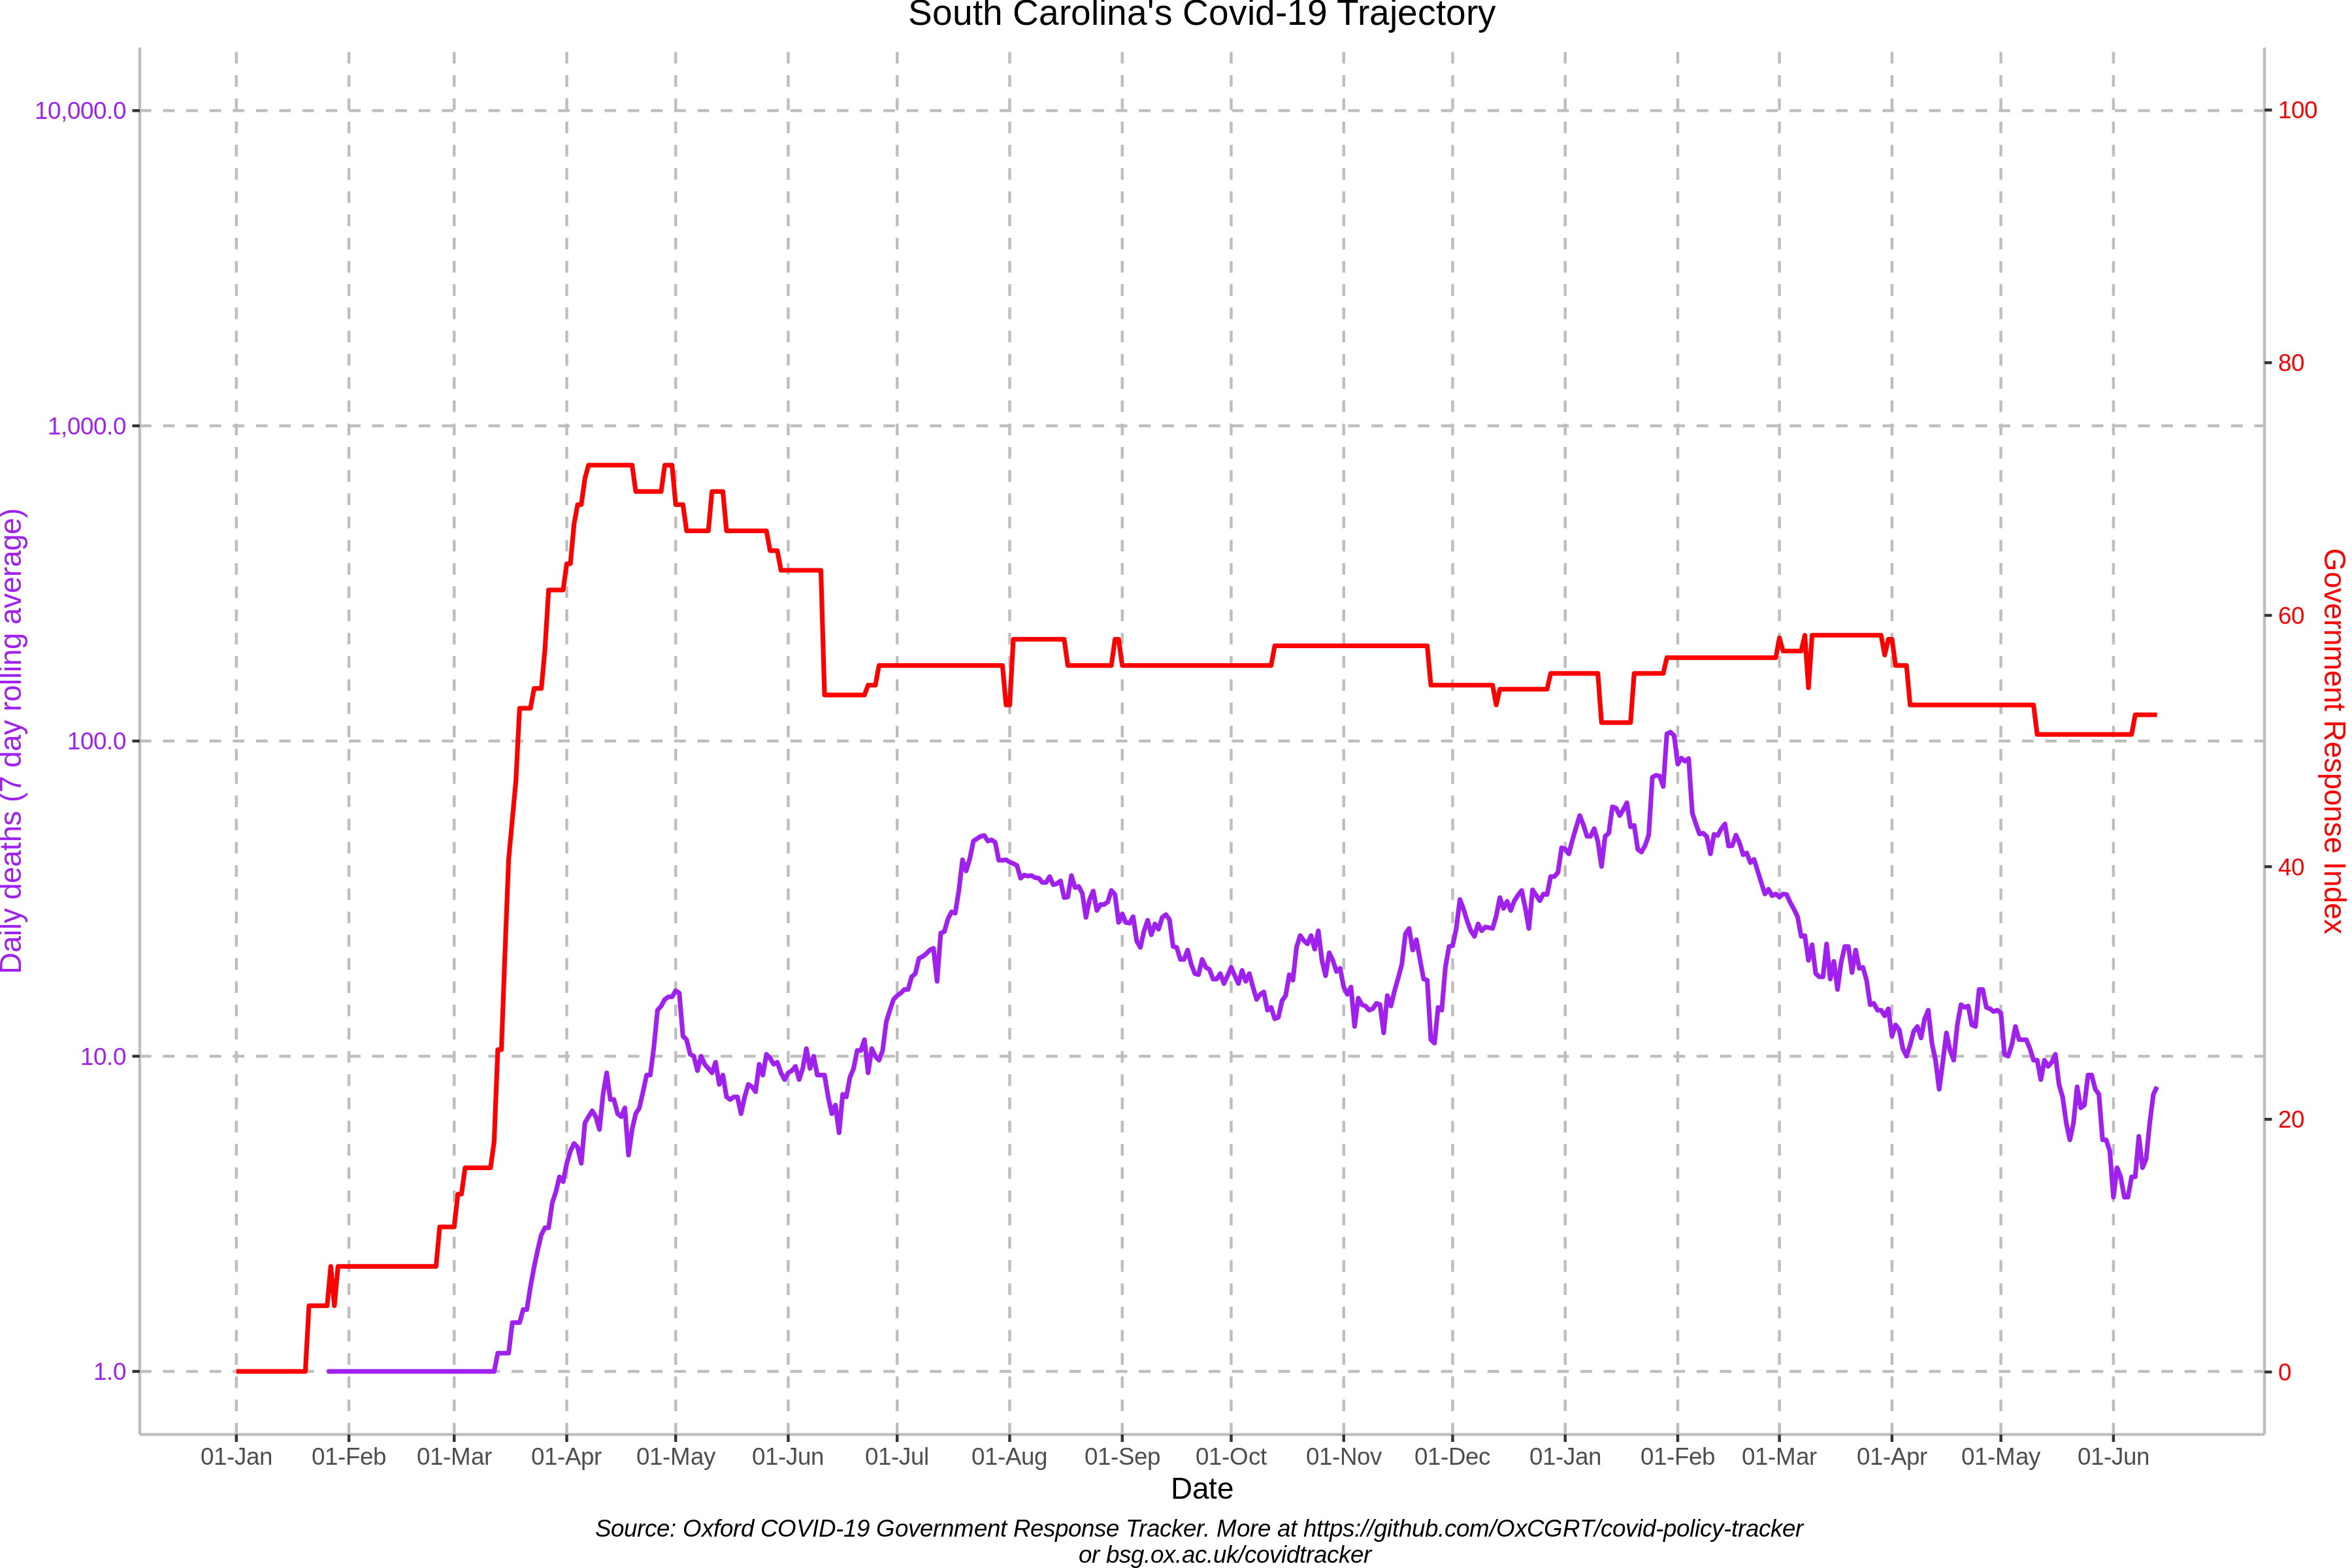 South Carolina's Covid-19 Trajectory
10,000.0
1,000.0
100.0
10.0
1.0
Daily deaths (7 day rolling average)
100
80
60
40
20
0
Government Response Index
01-Jan 01-Feb 01-Mar 01-Apr 01-May 01-Jun 01-Jul 01-Aug 01-Sep 01-Oct 01-Nov 01-Dec 01-Jan 01-Feb 01-Mar 01-Apr 01-May 01-Jun
Date
Source: Oxford COVID-19 Government Response Tracker. More at https://github.com/OxCGRT/covid-policy-tracker
or bsg.ox.ac.uk/covidtracker